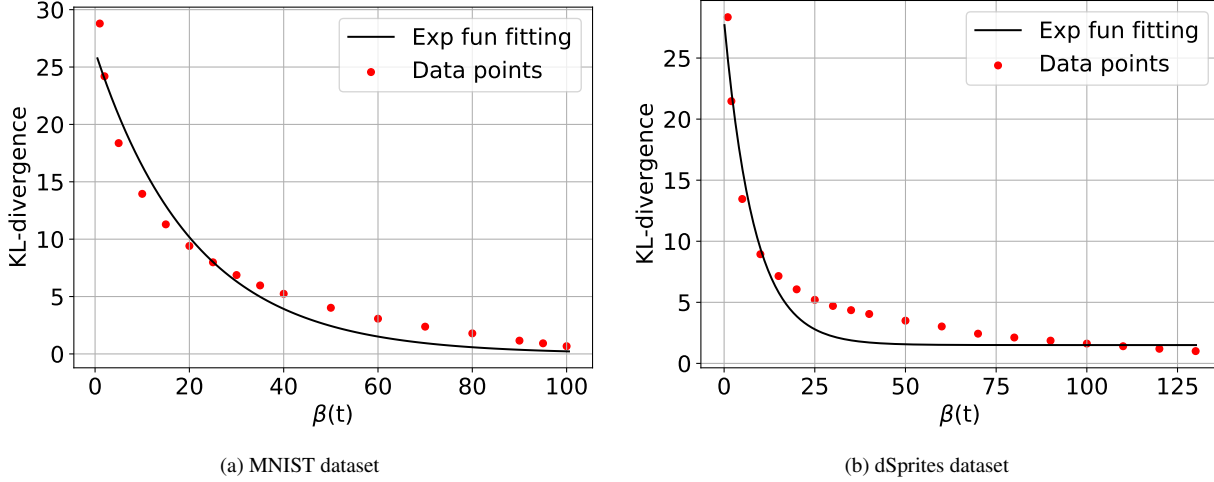 30
25
20
15
10
5
0
KL-divergence
Exp fun fitting
Data points
0 20 40 60 80 100
β(t)
(a) MNIST dataset
25
20
15
10
5
0
KL-divergence
Exp fun fitting
Data points
0 25 50 75 100 125
β(t)
(b) dSprites dataset